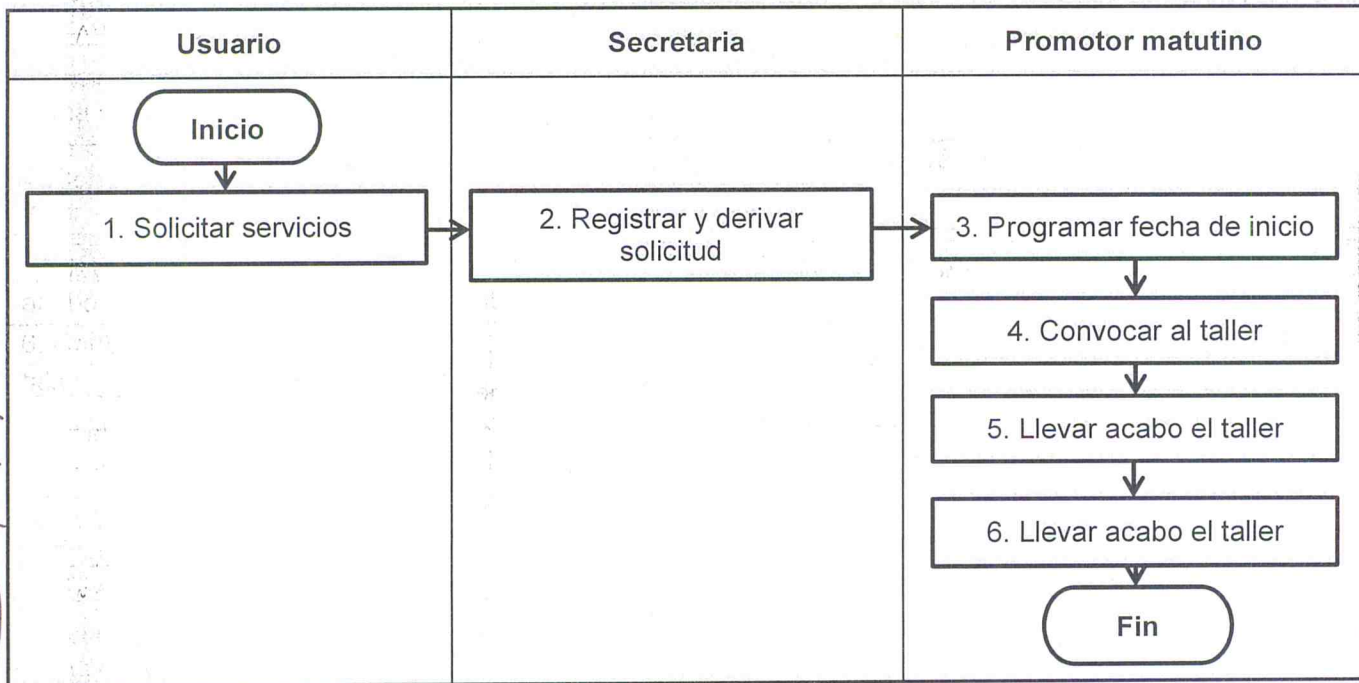 Usuario
Secretaria
Promotor matutino
Inicio
1. Solicitar servicios
2. Registrar y derivar
solicitud
3. Programar fecha de inicio
4. Convocar al taller
5. Llevar acabo el taller
6. Llevar acabo el taller
Fin